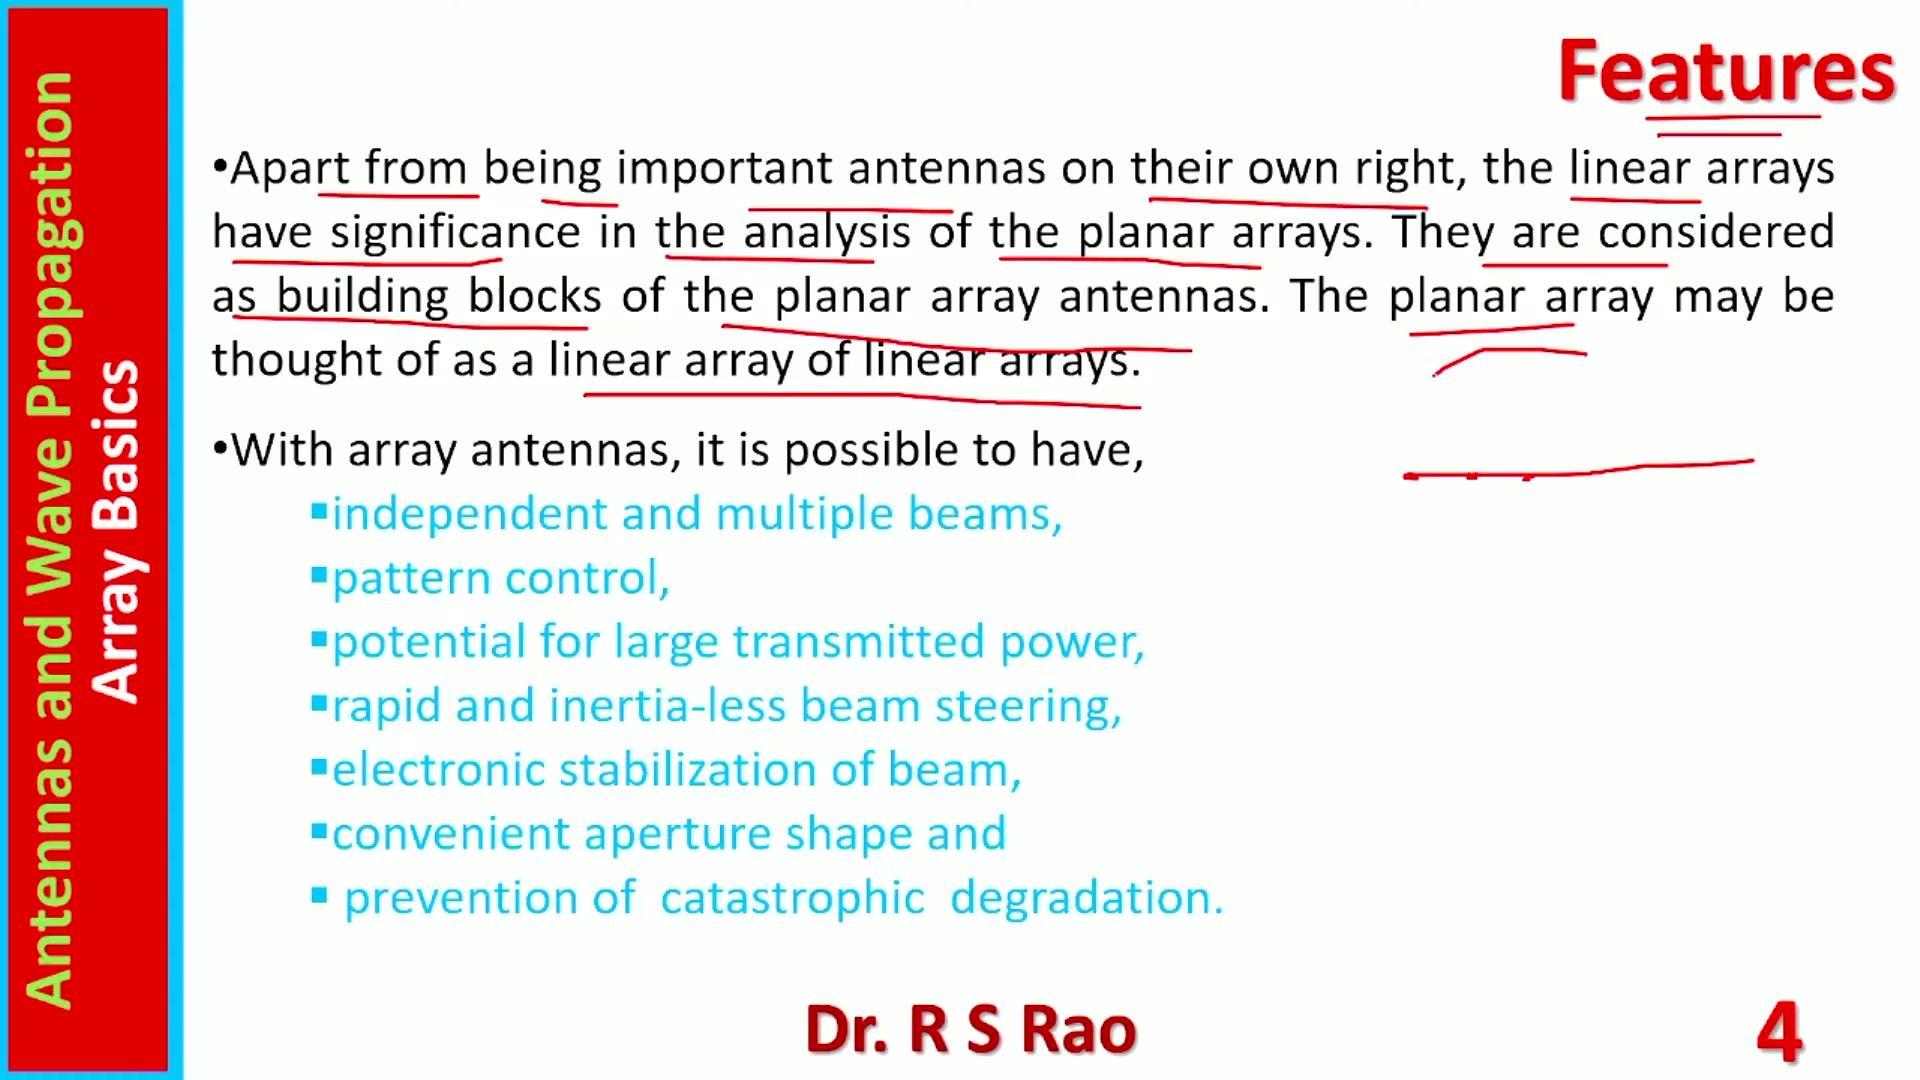 Antennas and Wave Propagation
Array Basics
Features
•Apart from being important antennas on their own right, the linear arrays
have significance in the analysis of the planar arrays. They are considered
as building blocks of the planar array antennas. The planar array may be
thought of as a linear array of linear arrays.
•With array antennas, it is possible to have,
▪independent and multiple beams,
▪pattern control,
▪potential for large transmitted power,
▪rapid and inertia-less beam steering,
▪electronic stabilization of beam,
▪convenient aperture shape and
▪ prevention of catastrophic degradation.
Dr. R S Rao
4